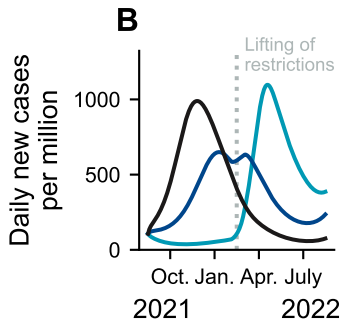 B
Lifting of
restrictions
Daily new cases
per million
1000
500
0
Oct. Jan. Apr. July
2021 2022